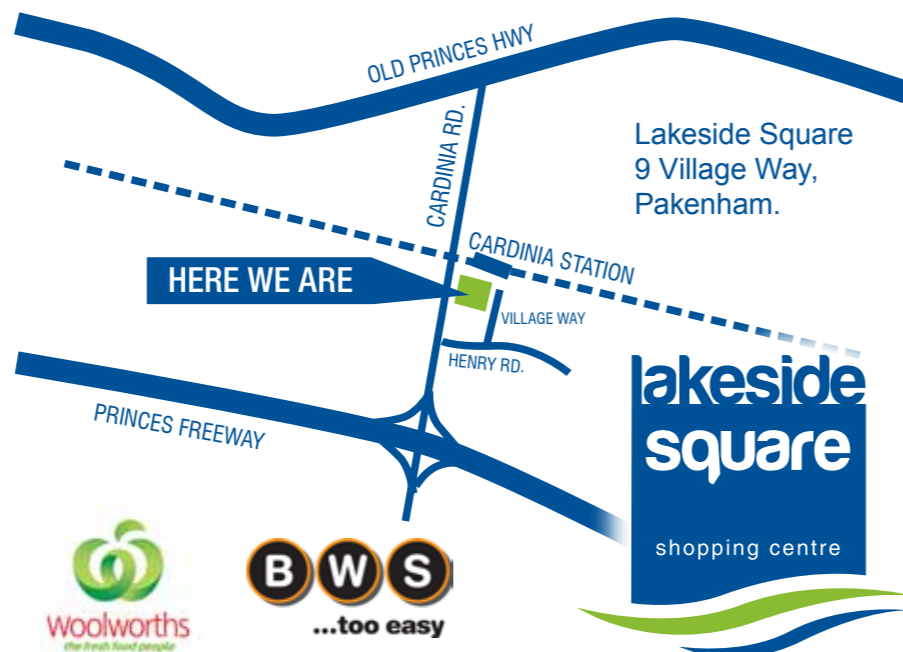 OLD PRINCES HWY
CARDINIA RD.
Lakeside Square
9 Village Way,
Pakenham.
CARDINIA STATION
HERE WE ARE
VILLAGE WAY
HENRY RD.
PRINCES FREEWAY
lakeside
square
shopping centre
Woolworths
the fresh food people
BWS
...too easy